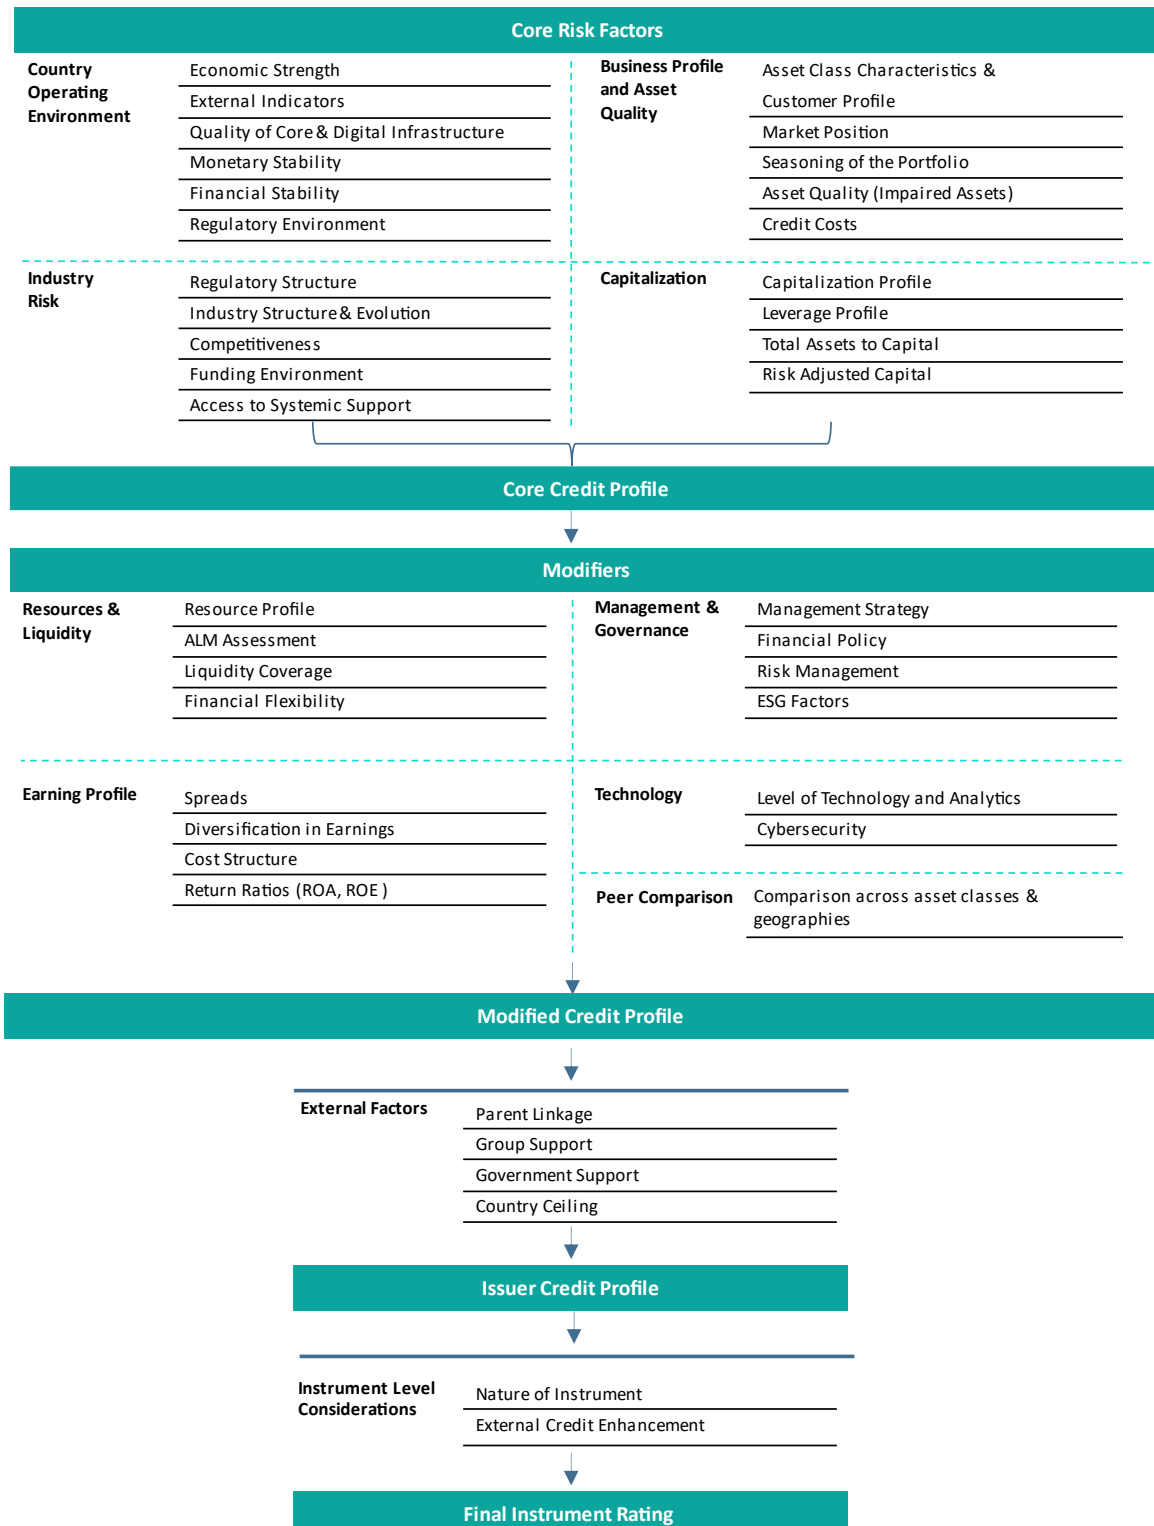 Core Risk Factors
Country
Operating
Environment
Economic Strength
External Indicators
Quality of Core & Digital Infrastructure
Monetary Stability
Financial Stability
Regulatory Environment
Business Profile
and Asset
Quality
Asset Class Characteristics &
Customer Profile
Market Position
Seasoning of the Portfolio
Asset Quality (Impaired Assets)
Credit Costs
Industry
Risk
Regulatory Structure
Industry Structure & Evolution
Competitiveness
Funding Environment
Access to Systemic Support
Capitalization
Capitalization Profile
Leverage Profile
Total Assets to Capital
Risk Adjusted Capital
Core Credit Profile
Modifiers
Resources &
Liquidity
Resource Profile
ALM Assessment
Liquidity Coverage
Financial Flexibility
Management &
Governance
Management Strategy
Financial Policy
Risk Management
ESG Factors
Earning Profile
Spreads
Diversification in Earnings
Cost Structure
Return Ratios (ROA, ROE )
Technology
Level of Technology and Analytics
Cybersecurity
Peer Comparison
Comparison across asset classes &
geographies
Modified Credit Profile
External Factors
Parent Linkage
Group Support
Government Support
Country Ceiling
Issuer Credit Profile
Instrument Level
Considerations
Nature of Instrument
External Credit Enhancement
Final Instrument Rating